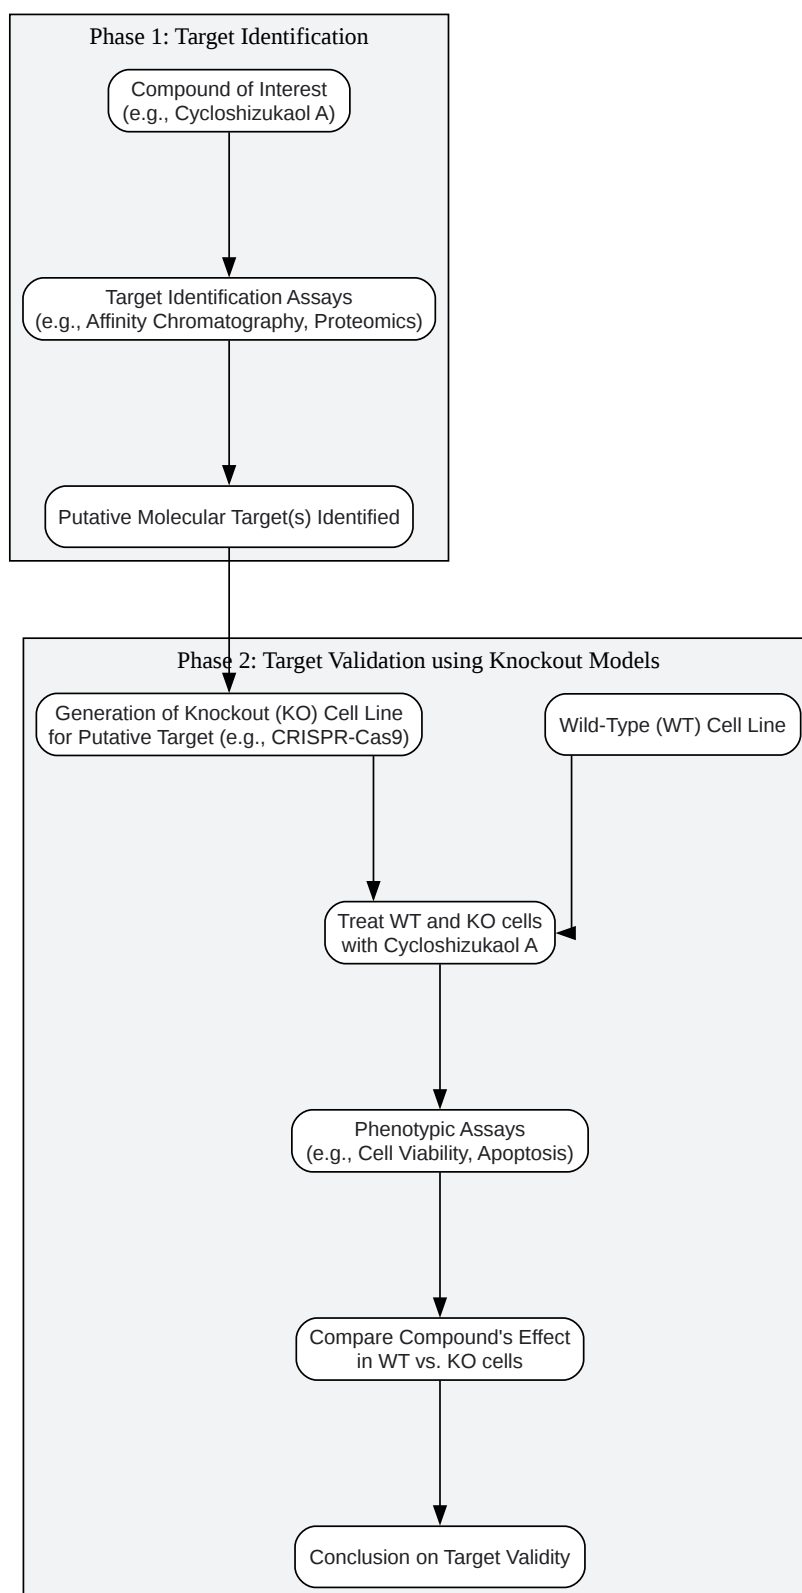 Phase 1: Target Identification
Compound of Interest
(e.g., Cycloshizukaol A)
Target Identification Assays
(e.g., Affinity Chromatography, Proteomics)
Putative Molecular Target(s) Identified
Phase 2: Target Validation using Knockout Models
Generation of Knockout (KO) Cell Line
for Putative Target (e.g., CRISPR-Cas9)
Wild-Type (WT) Cell Line
Treat WT and KO cells
with Cycloshizukaol A
Phenotypic Assays
(e.g., Cell Viability, Apoptosis)
Compare Compound's Effect
in WT vs. KO cells
Conclusion on Target Validity